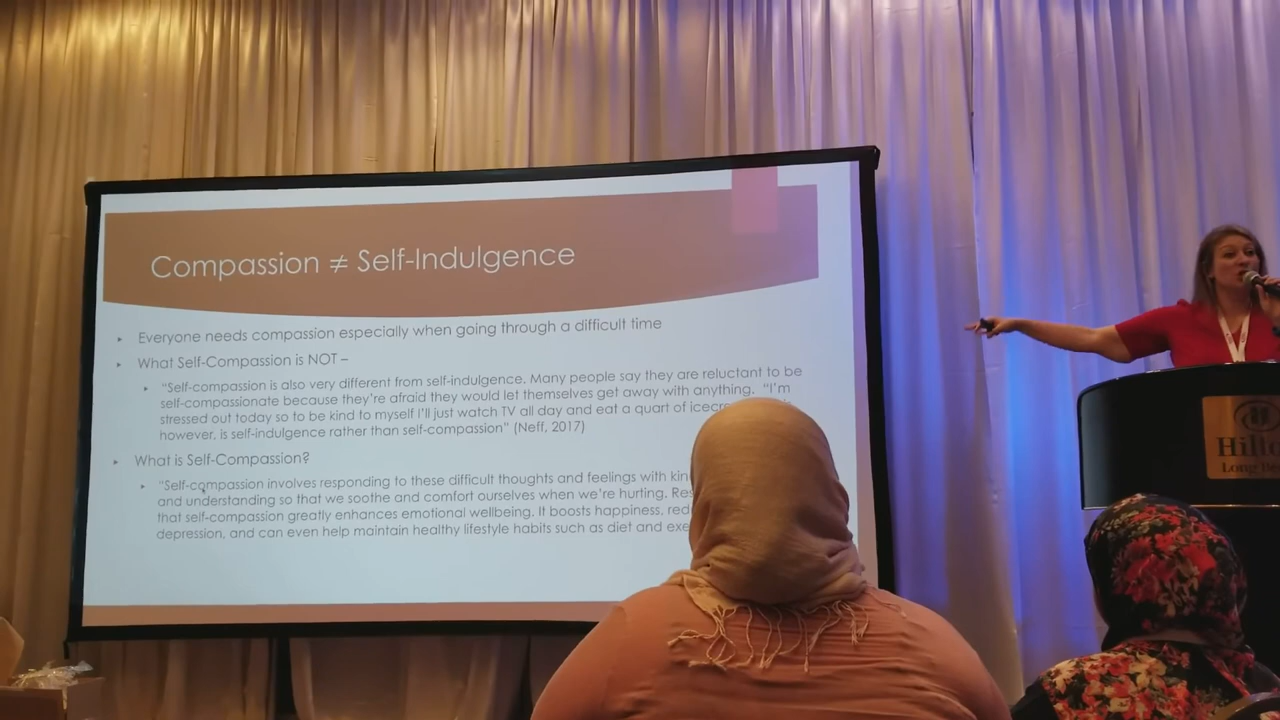 Compassion ≠ Self-Indulgence
Everyone needs compassion especially when going through a difficult time
What Self-Compassion is NOT –
"Self-compassion is also very different from self-indulgence. Many people say they are reluctant to be
self-compassionate because they're afraid they would let themselves get away with anything. "I'm
stressed out today so to be kind to myself I'll just watch TV all day and eat a quart of
however, is self-indulgence rather than self-compassion" (Neff, 2017)
What is Self-Compassion?
"Self-compassion involves responding to these difficult thoughts and feelings with
and understanding so that we soothe and comfort ourselves when we're hurting.
that self-compassion greatly enhances emotional wellbeing. It boosts happiness,
depression, and can even help maintain healthy lifestyle habits such as diet and
Long